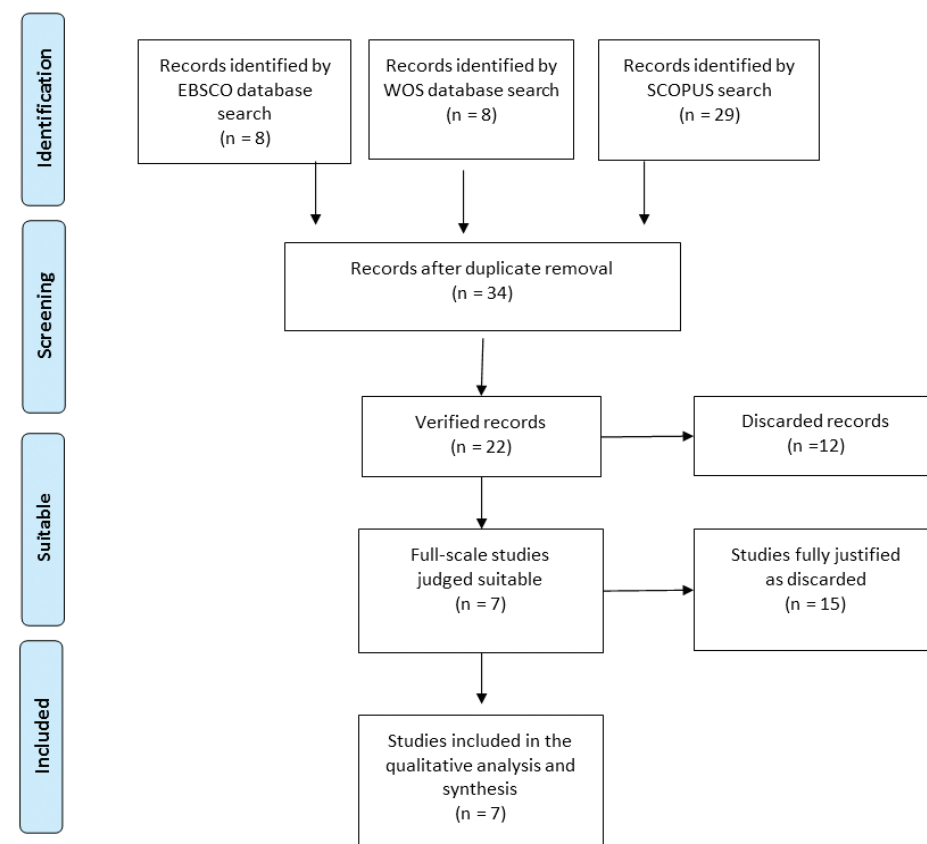 Identification
Records identified by
EBSCO database
search
(n = 8)
Records identified by
WOS database search
(n = 8)
Records identified by
SCOPUS search
(n = 29)
Screening
Records after duplicate removal
(n = 34)
Verified records
(n = 22)
Discarded records
(n =12)
Suitable
Full-scale studies
judged suitable
(n = 7)
Studies fully justified
as discarded
(n = 15)
Included
Studies included in the
qualitative analysis and
synthesis
(n = 7)